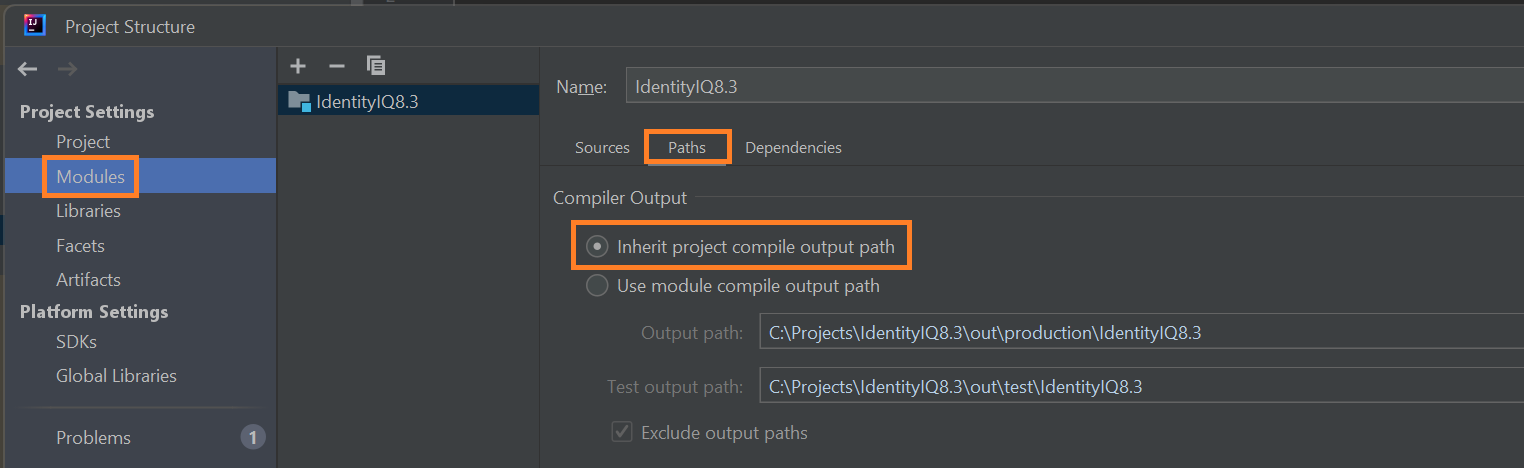 IJ
Project Structure
Project Settings
Project
Modules
Libraries
Facets
Artifacts
Platform Settings
SDKs
Global Libraries
Problems 1
IdentityIQ8.3
Name: IdentityIQ8.3
Sources Paths Dependencies
Compiler Output
Inherit project compile output path
Use module compile output path
Output path: C:\Projects\IdentityIQ8.3\out\production\IdentityIQ8.3
Test output path: C:\Projects\IdentityIQ8.3\out\test\IdentityIQ8.3
Exclude output paths